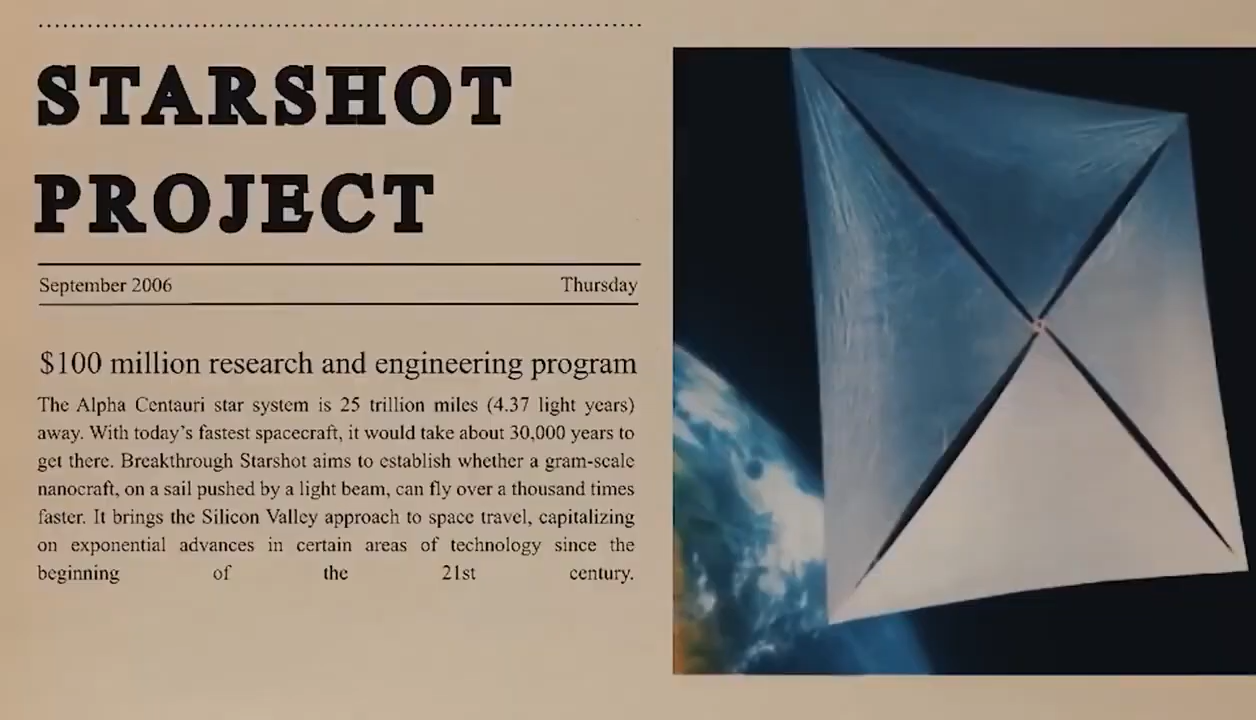 STARSHOT
PROJECT
September 2006 Thursday
$100 million research and engineering program
The Alpha Centauri star system is 25 trillion miles (4.37 light years)
away. With today's fastest spacecraft, it would take about 30,000 years to
get there. Breakthrough Starshot aims to establish whether a gram-scale
nanocraft, on a sail pushed by a light beam, can fly over a thousand times
faster. It brings the Silicon Valley approach to space travel, capitalizing
on exponential advances in certain areas of technology since the
beginning of the 21st century.